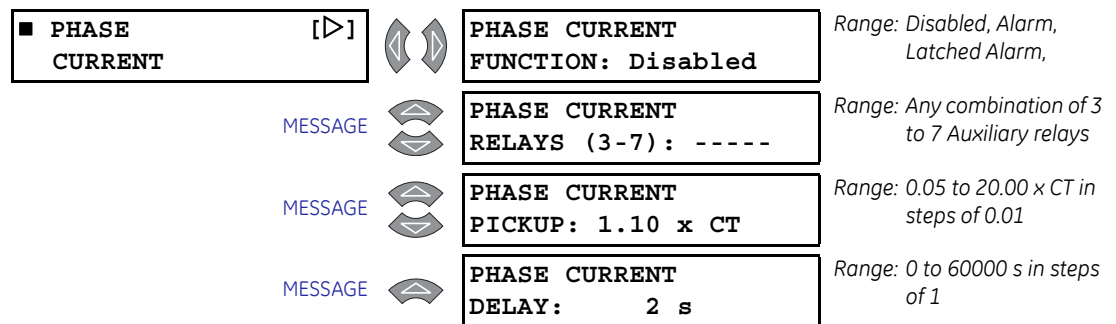 ■ PHASE [▷]
CURRENT
PHASE CURRENT
FUNCTION: Disabled
Range: Disabled, Alarm,
Latched Alarm,
MESSAGE
PHASE CURRENT
RELAYS (3-7): -----
Range: Any combination of 3
to 7 Auxiliary relays
MESSAGE
PHASE CURRENT
PICKUP: 1.10 x CT
Range: 0.05 to 20.00 x CT in
steps of 0.01
MESSAGE
PHASE CURRENT
DELAY: 2 s
Range: 0 to 60000 s in steps
of 1